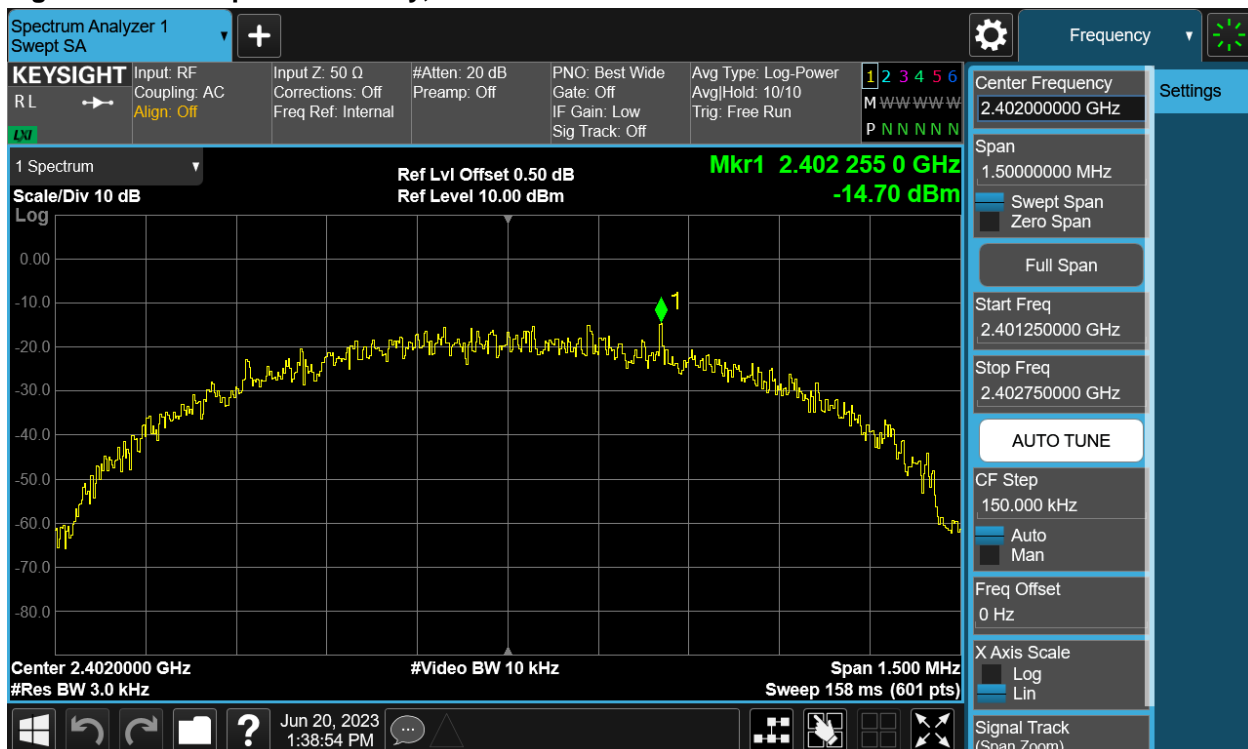 Spectrum Analyzer 1
Swept SA
+
Frequency
KEYSIGHT
RL
LXI
Input: RF
Coupling: AC
Align: Off
Input Z: 50 Ω
Corrections: Off
Freq Ref: Internal
#Atten: 20 dB
Preamp: Off
PNO: Best Wide
Gate: Off
IF Gain: Low
Sig Track: Off
Avg Type: Log-Power
Avg|Hold: 10/10
Trig: Free Run
1 2 3 4 5 6
M W W W W W
P N N N N N
1 Spectrum
Scale/Div 10 dB
Log
Ref Lvl Offset 0.50 dB
Ref Level 10.00 dBm
Mkr1 2.402 255 0 GHz
-14.70 dBm
1
0.00
-10.0
-20.0
-30.0
-40.0
-50.0
-60.0
-70.0
-80.0
Center 2.4020000 GHz
#Res BW 3.0 kHz
#Video BW 10 kHz
Span 1.500 MHz
Sweep 158 ms (601 pts)
?
Jun 20, 2023
1:38:54 PM
Center Frequency
2.402000000 GHz
Settings
Span
1.50000000 MHz
Swept Span
Zero Span
Full Span
Start Freq
2.401250000 GHz
Stop Freq
2.402750000 GHz
AUTO TUNE
CF Step
150.000 kHz
Auto
Man
Freq Offset
0 Hz
X Axis Scale
Log
Lin
Signal Track
(Span Zoom)